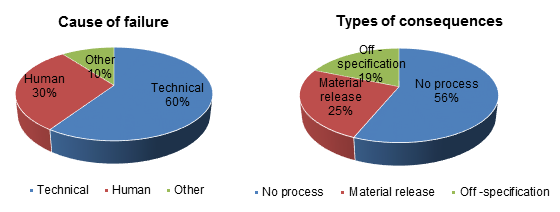 Cause of failure
Other
10%
Human
30%
Technical
60%
Technical
Human
Other
Types of consequences
Off -
specification
19%
No process
56%
Material
release
25%
No process
Material release
Off -specification